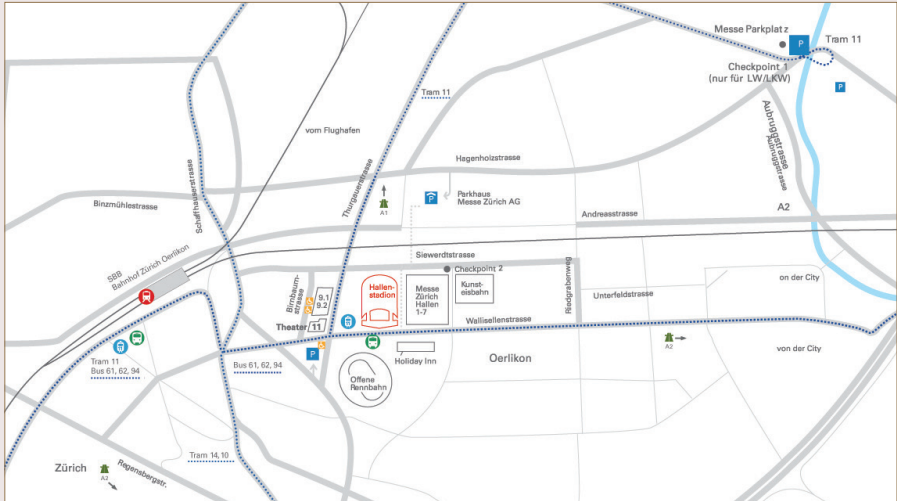 Messe Parkplatz
P
Tram 11
Checkpoint 1
(nur für LW/LKW)
P
Tram 11
Aubruggstrasse
Aubruggstrasse
vom Flughafen
Hagenholzstrasse
Schaffhauserstrasse
Thurgauerstrasse
A1
P
Parkhaus
Messe Zürich AG
Binzmühlestrasse
Andreasstrasse
A2
SBB
Bahnhof Zürich Oerlikon
Siewerdtstrasse
Checkpoint 2
Birnbaum-
strasse
9.1
9.2
Hallen-
stadion
Messe
Zürich
Hallen
1-7
Kunst-
eisbahn
Riedgrabenweg
Unterfeldstrasse
on der City
Theater 11
Wallisellenstrasse
P
Holiday Inn
Oerlikon
A2
von der City
Tram 11
Bus 61, 62, 94
Bus 61, 62, 94
Offene
Rennbahn
Tram 14, 10
Zürich
A2
Regensbergstr.